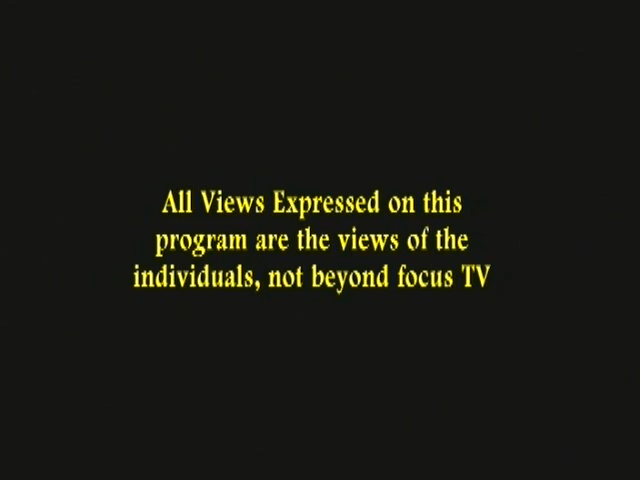 All Views Expressed on this
program are the views of the
individuals, not beyond focus TV